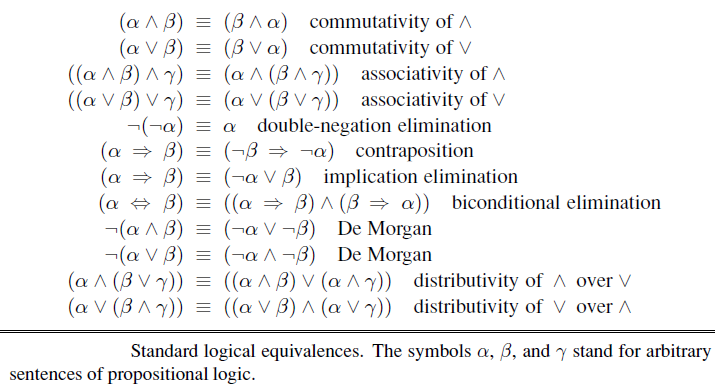 (α ∧ β) ≡ (β ∧ α) commutativity of ∧
(α ∨ β) ≡ (β ∨ α) commutativity of ∨
((α ∧ β) ∧ γ) ≡ (α ∧ (β ∧ γ)) associativity of ∧
((α ∨ β) ∨ γ) ≡ (α ∨ (β ∨ γ)) associativity of ∨
¬(¬α) ≡ α double-negation elimination
(α ⇒ β) ≡ (¬β ⇒ ¬α) contraposition
(α ⇒ β) ≡ (¬α ∨ β) implication elimination
(α ⇔ β) ≡ ((α ⇒ β) ∧ (β ⇒ α)) biconditional elimination
¬(α ∧ β) ≡ (¬α ∨ ¬β) De Morgan
¬(α ∨ β) ≡ (¬α ∧ ¬β) De Morgan
(α ∧ (β ∨ γ)) ≡ ((α ∧ β) ∨ (α ∧ γ)) distributivity of ∧ over ∨
(α ∨ (β ∧ γ)) ≡ ((α ∨ β) ∧ (α ∨ γ)) distributivity of ∨ over ∧
Standard logical equivalences. The symbols α, β, and γ stand for arbitrary
sentences of propositional logic.